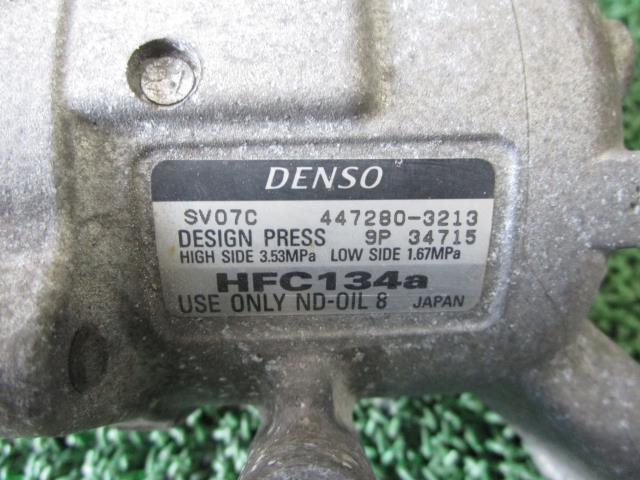 DENSO
SV07C 447280-3213
DESIGN PRESS 9P 34715
HIGH SIDE 3.53MPa LOW SIDE 1.67MPa
HFC134a
USE ONLY ND-OIL 8 JAPAN